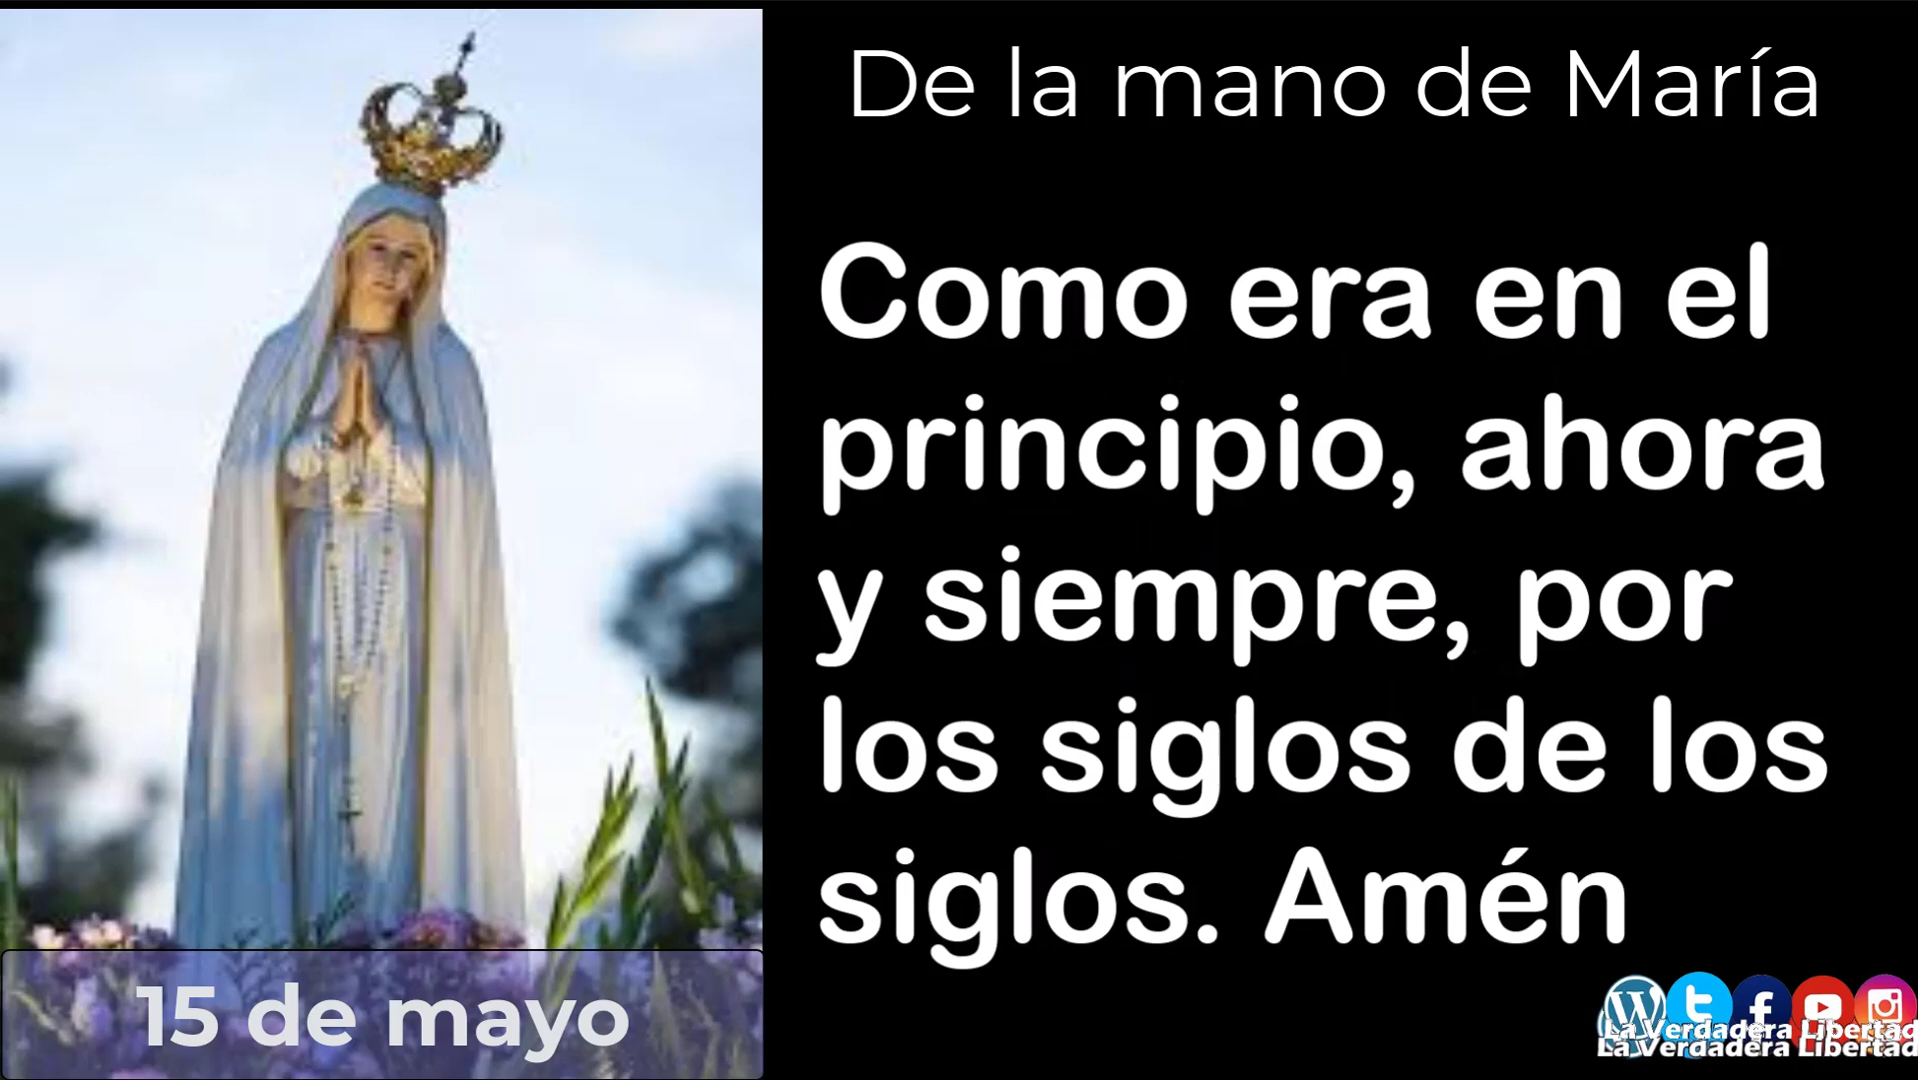 De la mano de María
Como era en el
principio, ahora
y siempre, por
los siglos de los
siglos. Amén
15 de mayo
La Verdadera Libertad
La Verdadera Libertad